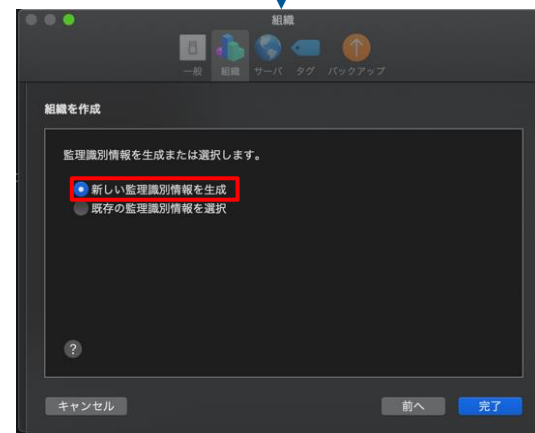 組織
一般 組織 サーバ タグ バックアップ
組織を作成
監理識別情報を生成または選択します。
新しい監理識別情報を生成
既存の監理識別情報を選択
?
キャンセル 前へ 完了